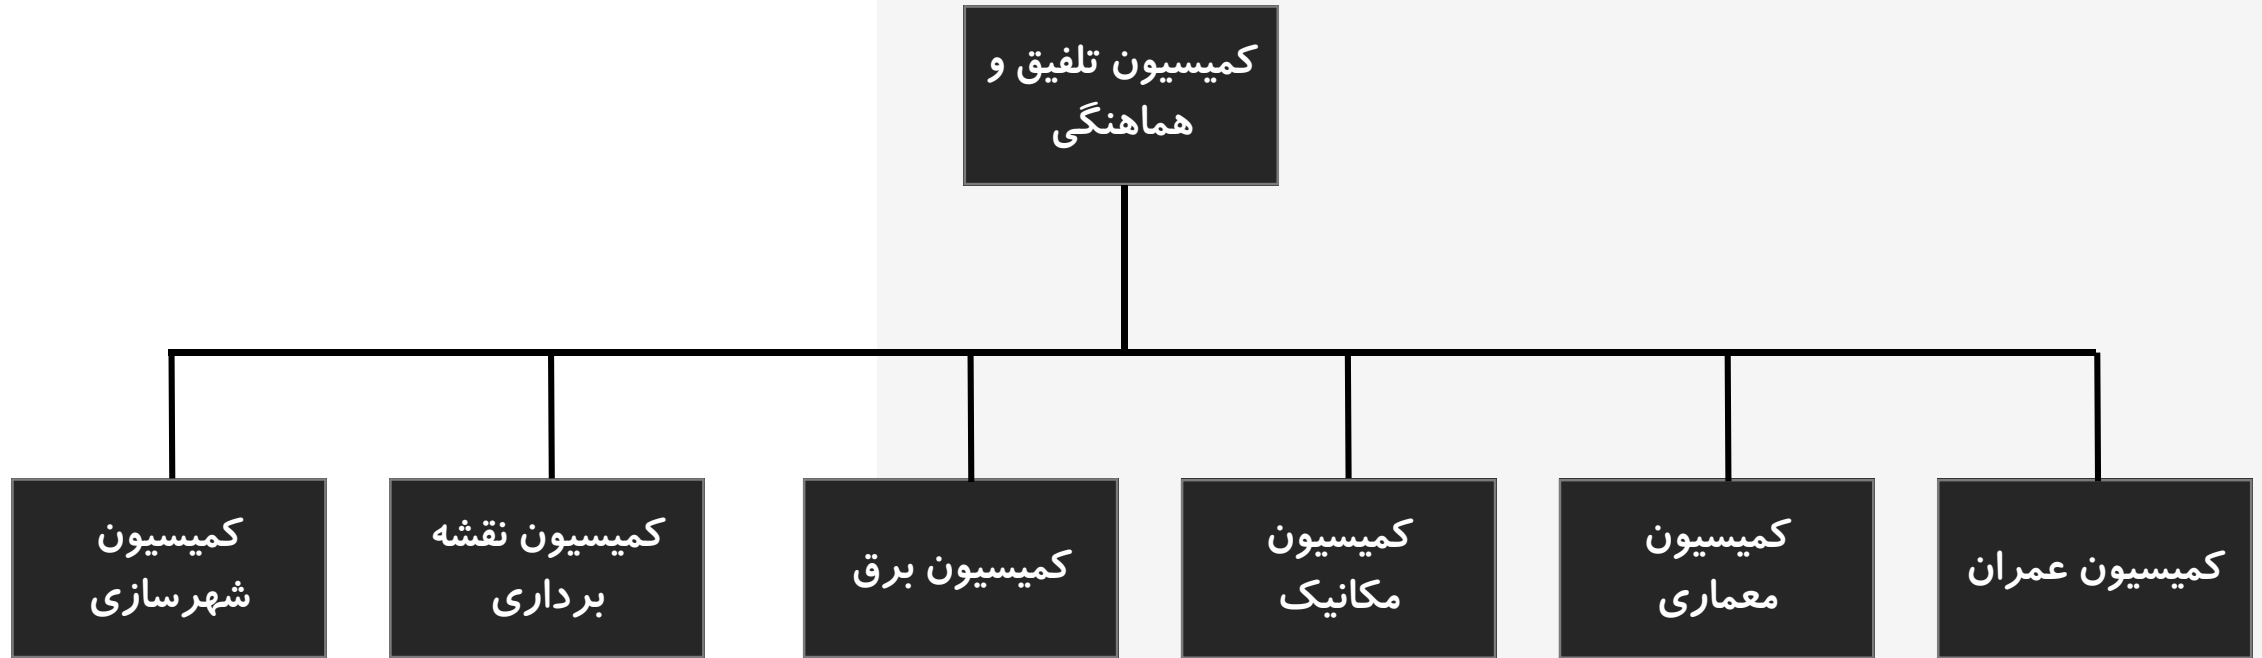 کمیسیون تلفیق و
هماهنگی
کمیسیون عمران
کمیسیون
معماری
کمیسیون
مکانیک
کمیسیون برق
کمیسیون نقشه
برداری
کمیسیون
شهرسازی